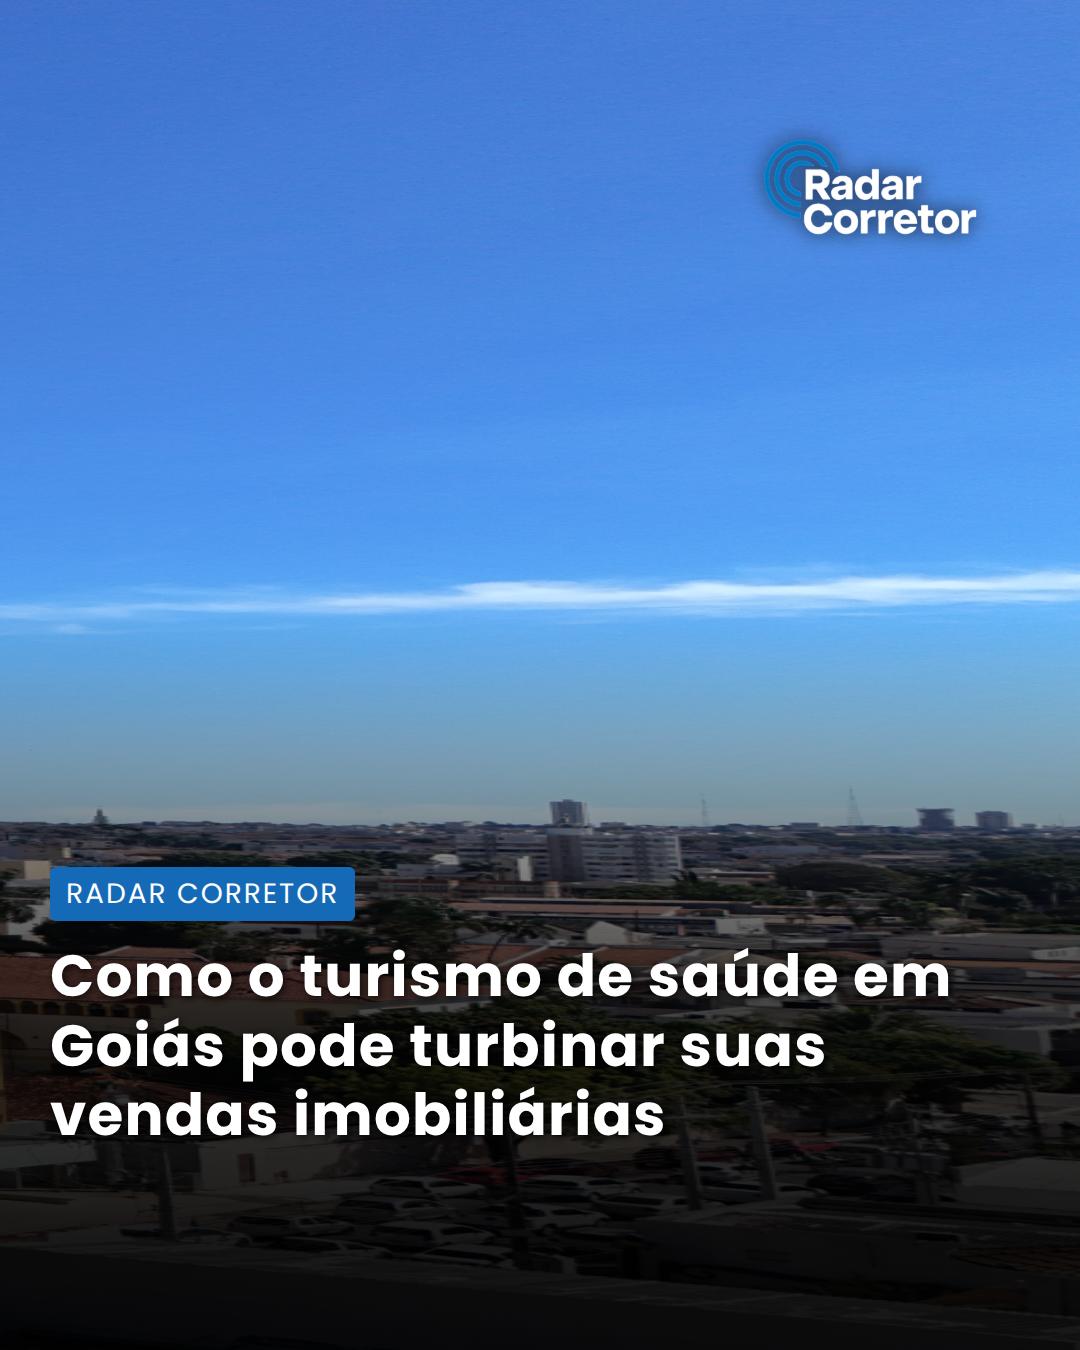 Radar
Corretor
RADAR CORRETOR
Como o turismo de saúde em
Goiás pode turbinar suas
vendas imobiliárias